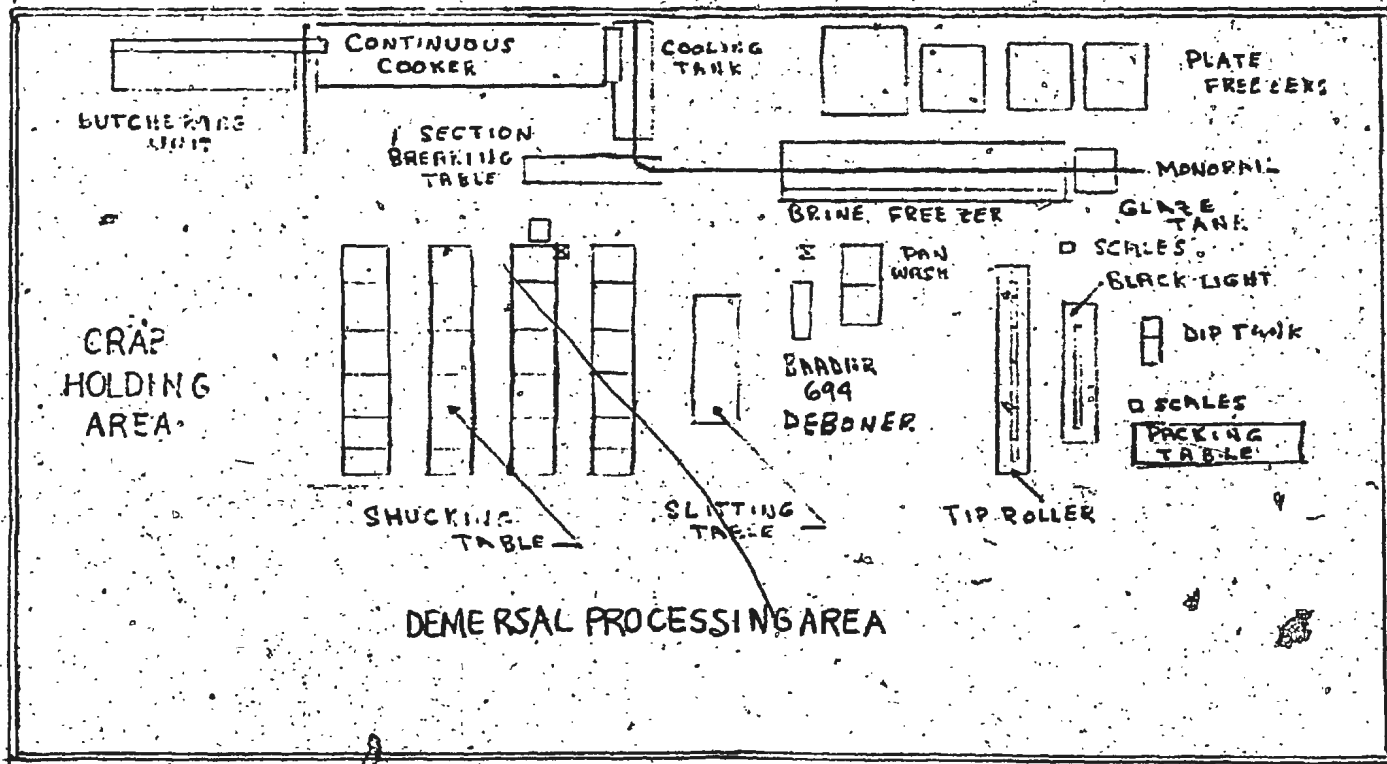 CONTINUOUS
COOKER
COOLING
TANK
PLATE
FREEZERS
BUTCHERING
UNIT
SECTION
BREAKING
TABLE
MONORAIL
BRINE FREEZER
GLAZE
TANK
SCALES
PAN
WASH
BLACK LIGHT
CRAB
HOLDING
AREA
DIP TANK
BAADER
694
DEBONER
SCALES
PACKING
TABLE
SHUCKING
TABLE
SLITTING
TABLE
TIP ROLLER
DEMERSAL PROCESSING AREA